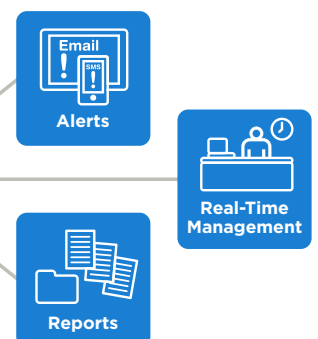 Email
SMS
Alerts
Real-Time
Management
Reports